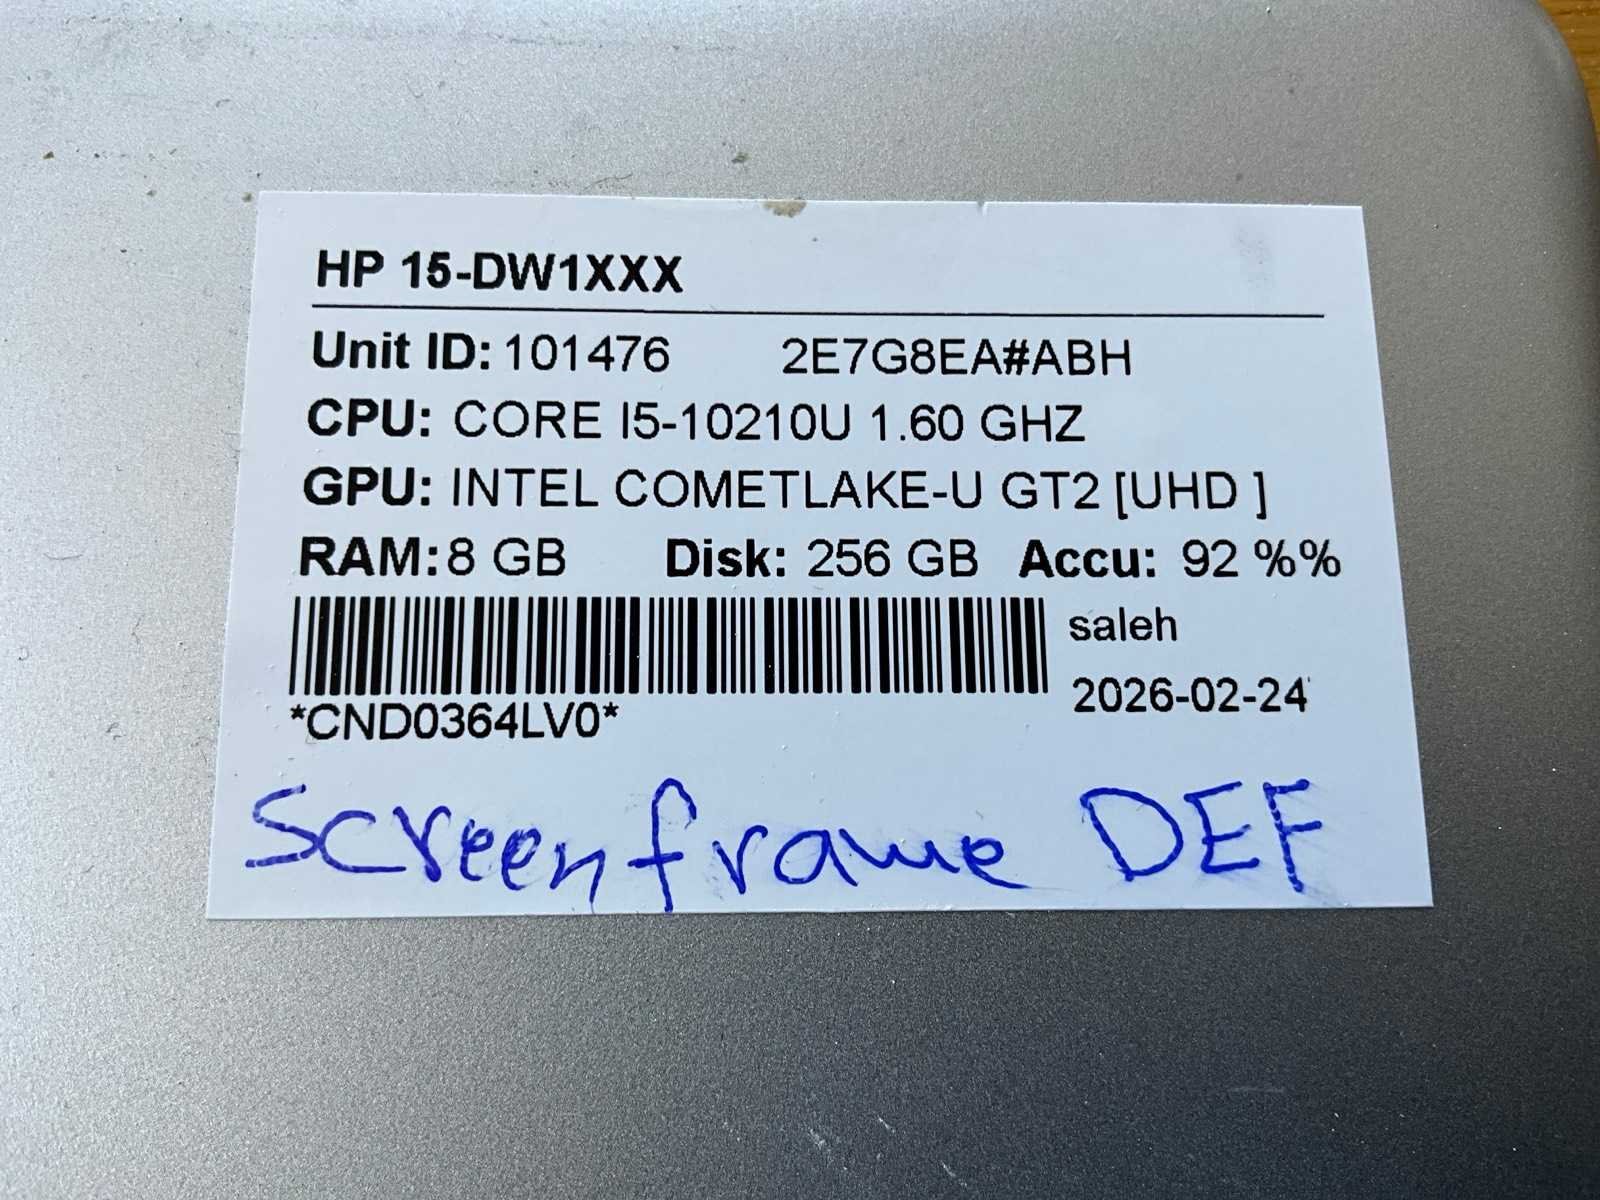 HP 15-DW1XXX
Unit ID: 101476 2E7G8EA#ABH
CPU: CORE I5-10210U 1.60 GHZ
GPU: INTEL COMETLAKE-U GT2 [UHD ]
RAM: 8 GB Disk: 256 GB Accu: 92 %%
saleh
*CND0364LV0* 2026-02-24
Screenframe DEF